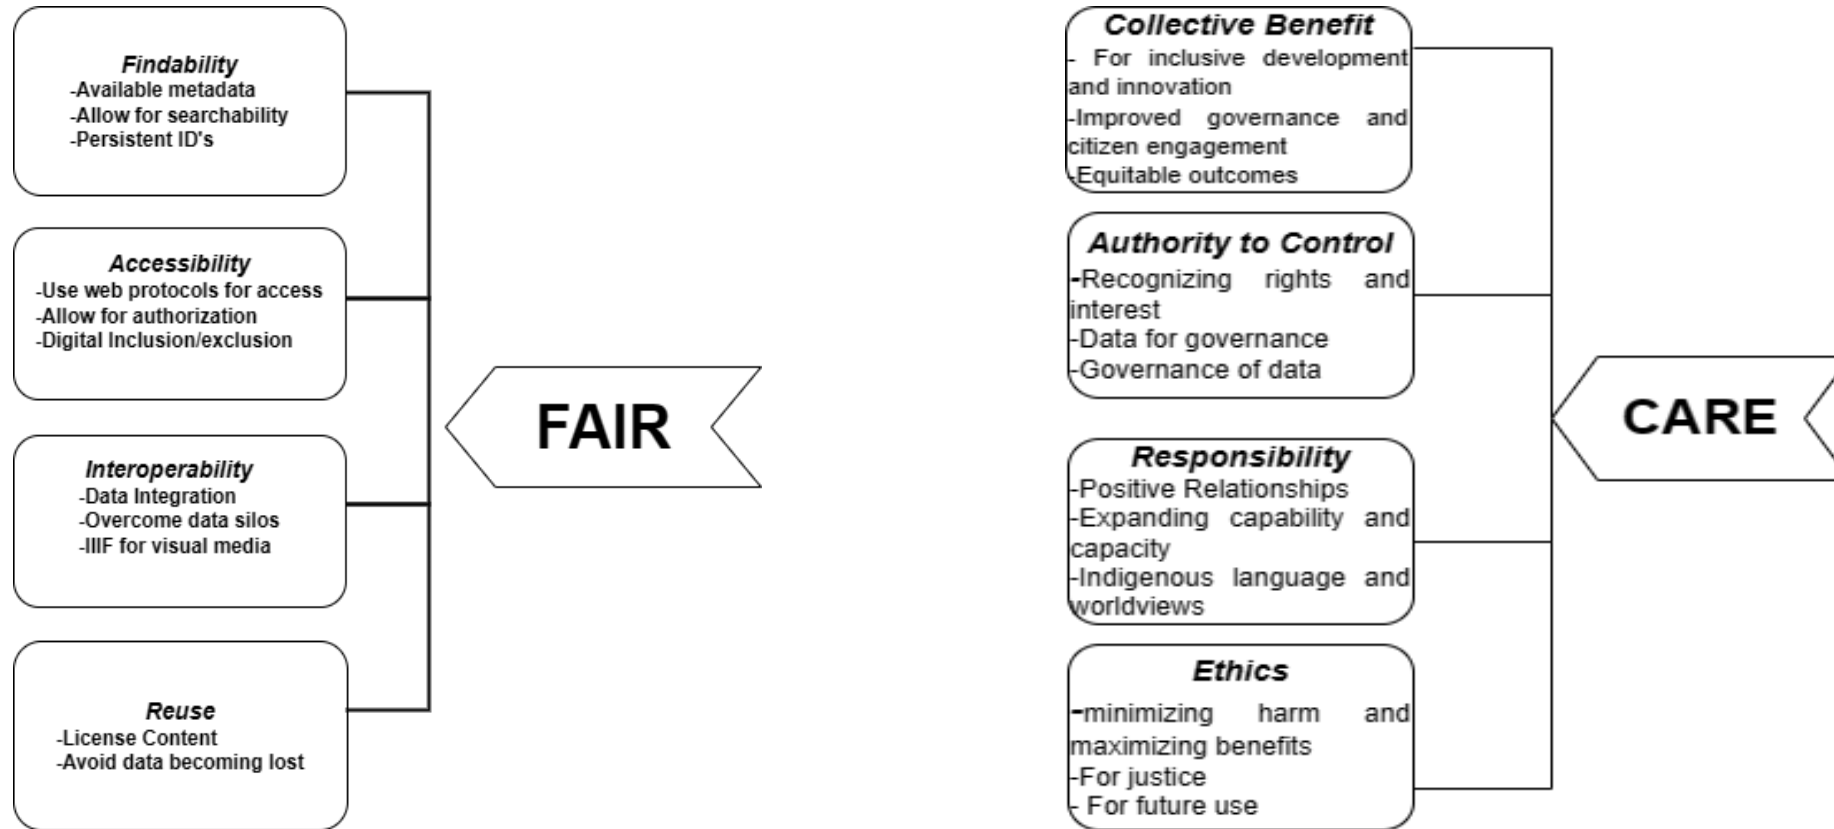 Findability
-Available metadata
-Allow for searchability
-Persistent ID's
Accessibility
-Use web protocols for access
-Allow for authorization
-Digital Inclusion/exclusion
Interoperability
-Data Integration
-Overcome data silos
-IIIF for visual media
Reuse
-License Content
-Avoid data becoming lost
FAIR
Collective Benefit
- For inclusive development
and innovation
-Improved governance and
citizen engagement
-Equitable outcomes
Authority to Control
-Recognizing rights and
interest
-Data for governance
-Governance of data
Responsibility
-Positive Relationships
-Expanding capability and
capacity
-Indigenous language and
worldviews
Ethics
-minimizing harm and
maximizing benefits
-For justice
- For future use
CARE